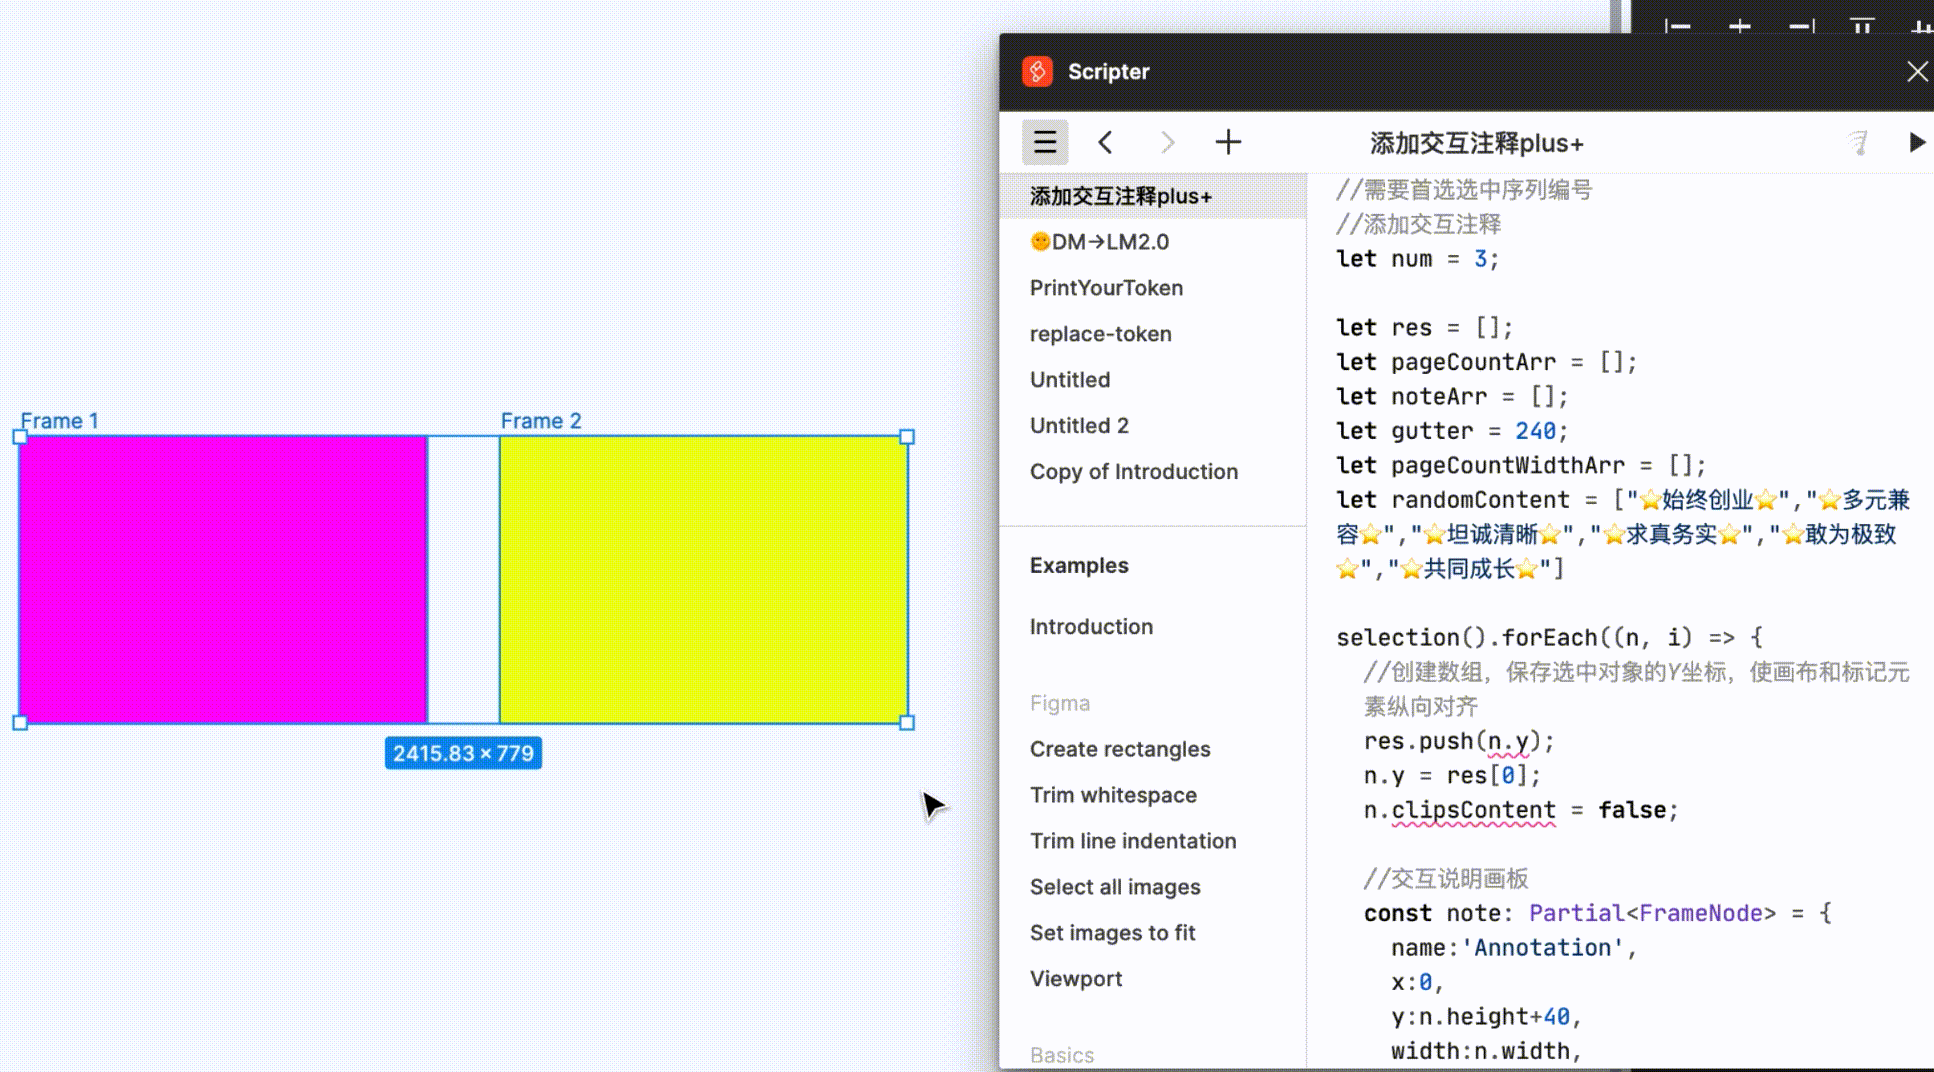 Scripter
添加交互注释plus+
添加交互注释plus+
🌞DM→LM2.0
PrintYourToken
replace-token
Untitled
Untitled 2
Copy of Introduction
Examples
Introduction
Figma
Create rectangles
Trim whitespace
Trim line indentation
Select all images
Set images to fit
Viewport
Basics
//需要首选选中序列编号
//添加交互注释
let num = 3;
let res = [];
let pageCountArr = [];
let noteArr = [];
let gutter = 240;
let pageCountWidthArr = [];
let randomContent = ["⭐始终创业⭐","⭐多元兼
容⭐","⭐坦诚清晰⭐","⭐求真务实⭐","⭐敢为极致
⭐","⭐共同成长⭐"]
selection().forEach((n, i) => {
//创建数组，保存选中对象的Y坐标，使画布和标记元
素纵向对齐
res.push(n.y);
n.y = res[0];
n.clipsContent = false;
//交互说明画板
const note: Partial<FrameNode> = {
name:'Annotation',
x:0,
y:n.height+40,
width:n.width,
Frame 1
Frame 2
2415.83 × 779